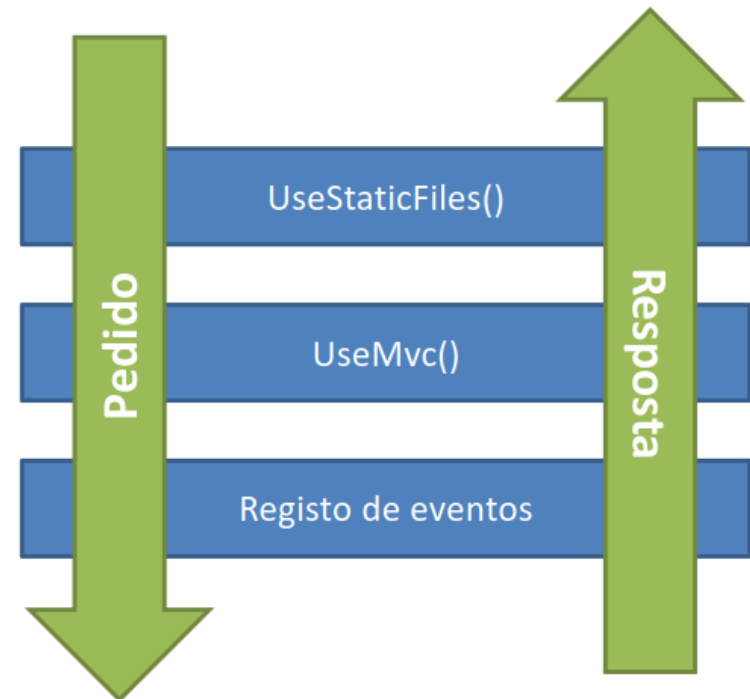 UseStaticFiles()
Pedido
UseMvc()
Resposta
Registo de eventos